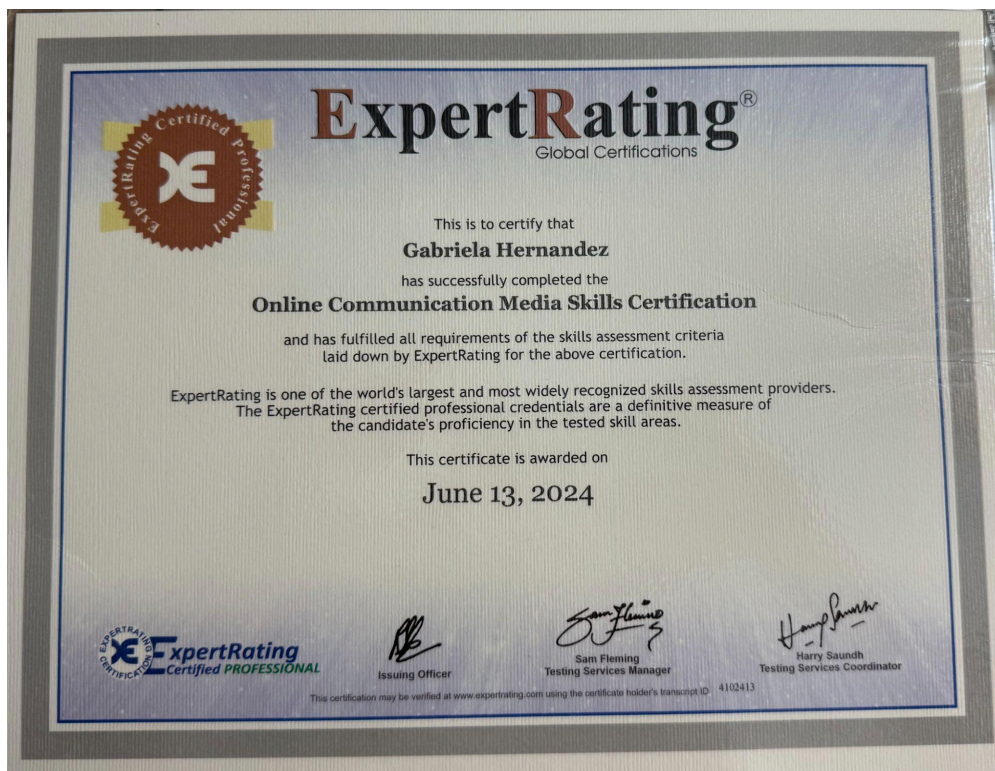 ExpertRating®
Global Certifications
ExpertRating Certified Professional
This is to certify that
Gabriela Hernandez
has successfully completed the
Online Communication Media Skills Certification
and has fulfilled all requirements of the skills assessment criteria
laid down by ExpertRating for the above certification.
ExpertRating is one of the world's largest and most widely recognized skills assessment providers.
The ExpertRating certified professional credentials are a definitive measure of
the candidate's proficiency in the tested skill areas.
This certificate is awarded on
June 13, 2024
EXPERTRATING CERTIFICATION
ExpertRating
Certified PROFESSIONAL
Issuing Officer
Sam Fleming
Sam Fleming
Testing Services Manager
Harry Saundh
Testing Services Coordinator
This certification may be verified at www.expertrating.com using the certificate holder's transcript ID 4102413